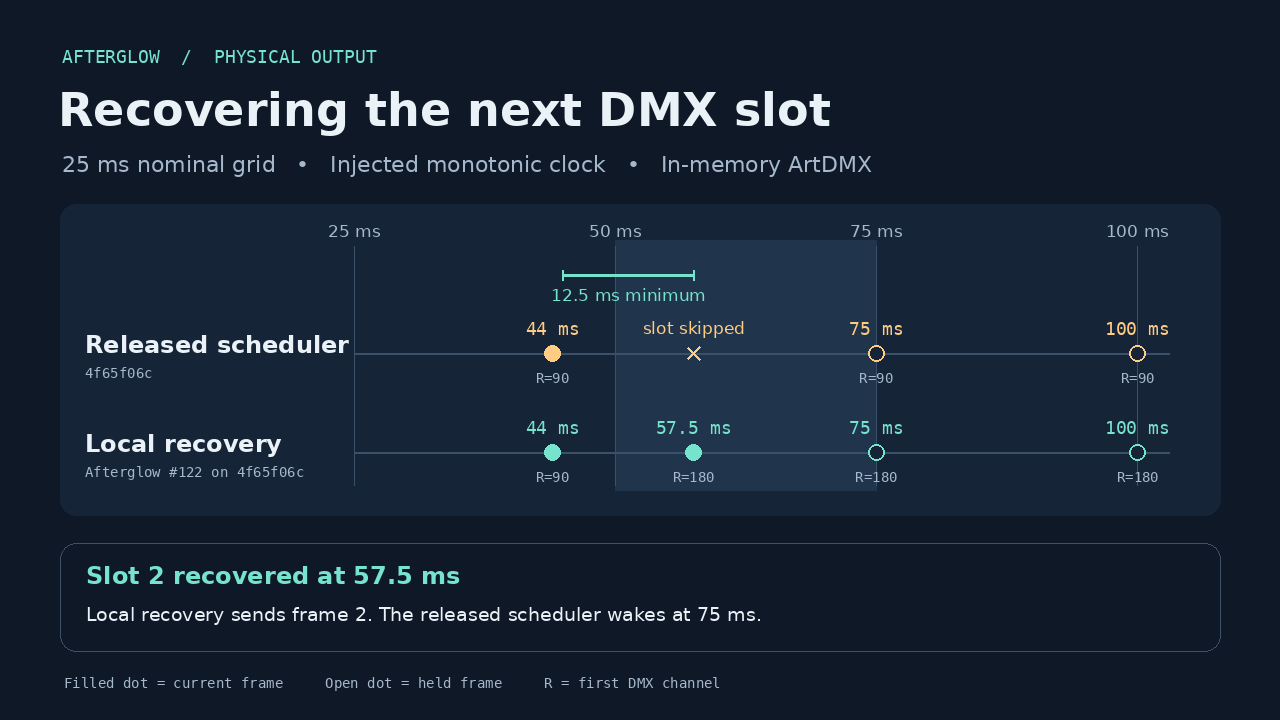 AFTERGLOW / PHYSICAL OUTPUT
Recovering the next DMX slot
25 ms nominal grid • Injected monotonic clock • In-memory ArtDMX
25 ms 50 ms 75 ms 100 ms
12.5 ms minimum
44 ms slot skipped 75 ms 100 ms
Released scheduler
4f65f06c
R=90 R=90 R=90
44 ms 57.5 ms 75 ms 100 ms
Local recovery
Afterglow #122 on 4f65f06c
R=90 R=180 R=180 R=180
Slot 2 recovered at 57.5 ms
Local recovery sends frame 2. The released scheduler wakes at 75 ms.
Filled dot = current frame Open dot = held frame R = first DMX channel